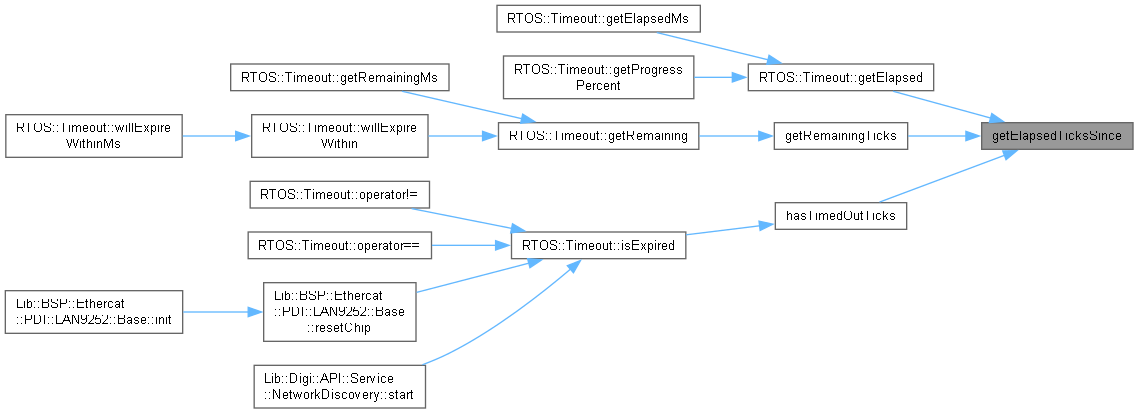 RTOS::Timeout::getElapsedMs
RTOS::Timeout::getProgress
Percent
RTOS::Timeout::getElapsed
RTOS::Timeout::getRemainingMs
RTOS::Timeout::willExpire
WithinMs
RTOS::Timeout::willExpire
Within
RTOS::Timeout::getRemaining
getRemainingTicks
getElapsedTicksSince
RTOS::Timeout::operator!=
hasTimedOutTicks
RTOS::Timeout::operator==
RTOS::Timeout::isExpired
Lib::BSP::Ethercat
::PDI::LAN9252::Base::init
Lib::BSP::Ethercat
::PDI::LAN9252::Base
::resetChip
Lib::Digi::API::Service
::NetworkDiscovery::start